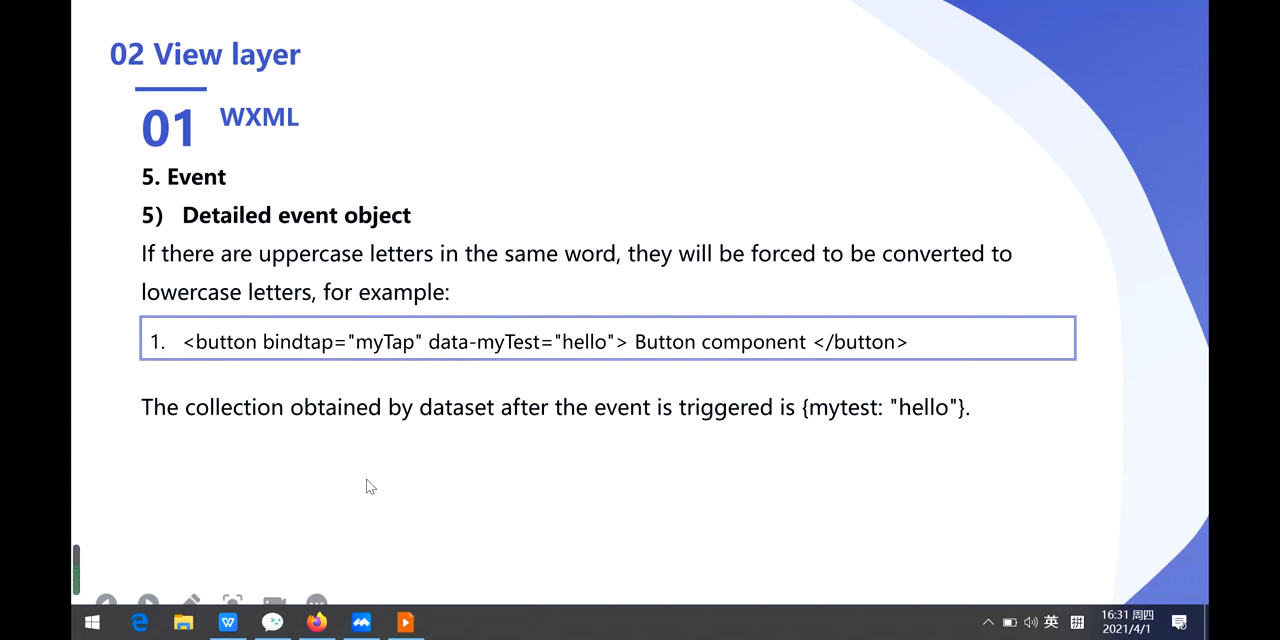 02 View layer
01 WXML
5. Event
5) Detailed event object
If there are uppercase letters in the same word, they will be forced to be converted to
lowercase letters, for example:
1. <button bindtap="myTap" data-myTest="hello"> Button component </button>
The collection obtained by dataset after the event is triggered is {mytest: "hello"}.
英
16:31 周四
2021/4/1